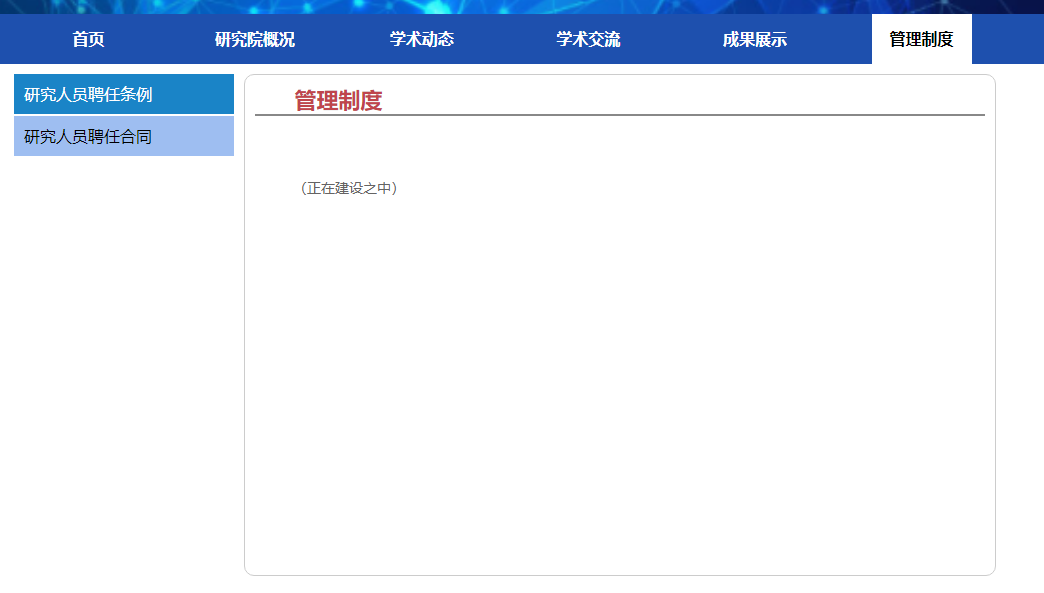 首页 研究院概况 学术动态 学术交流 成果展示 管理制度
研究人员聘任条例
研究人员聘任合同
管理制度
（正在建设之中）